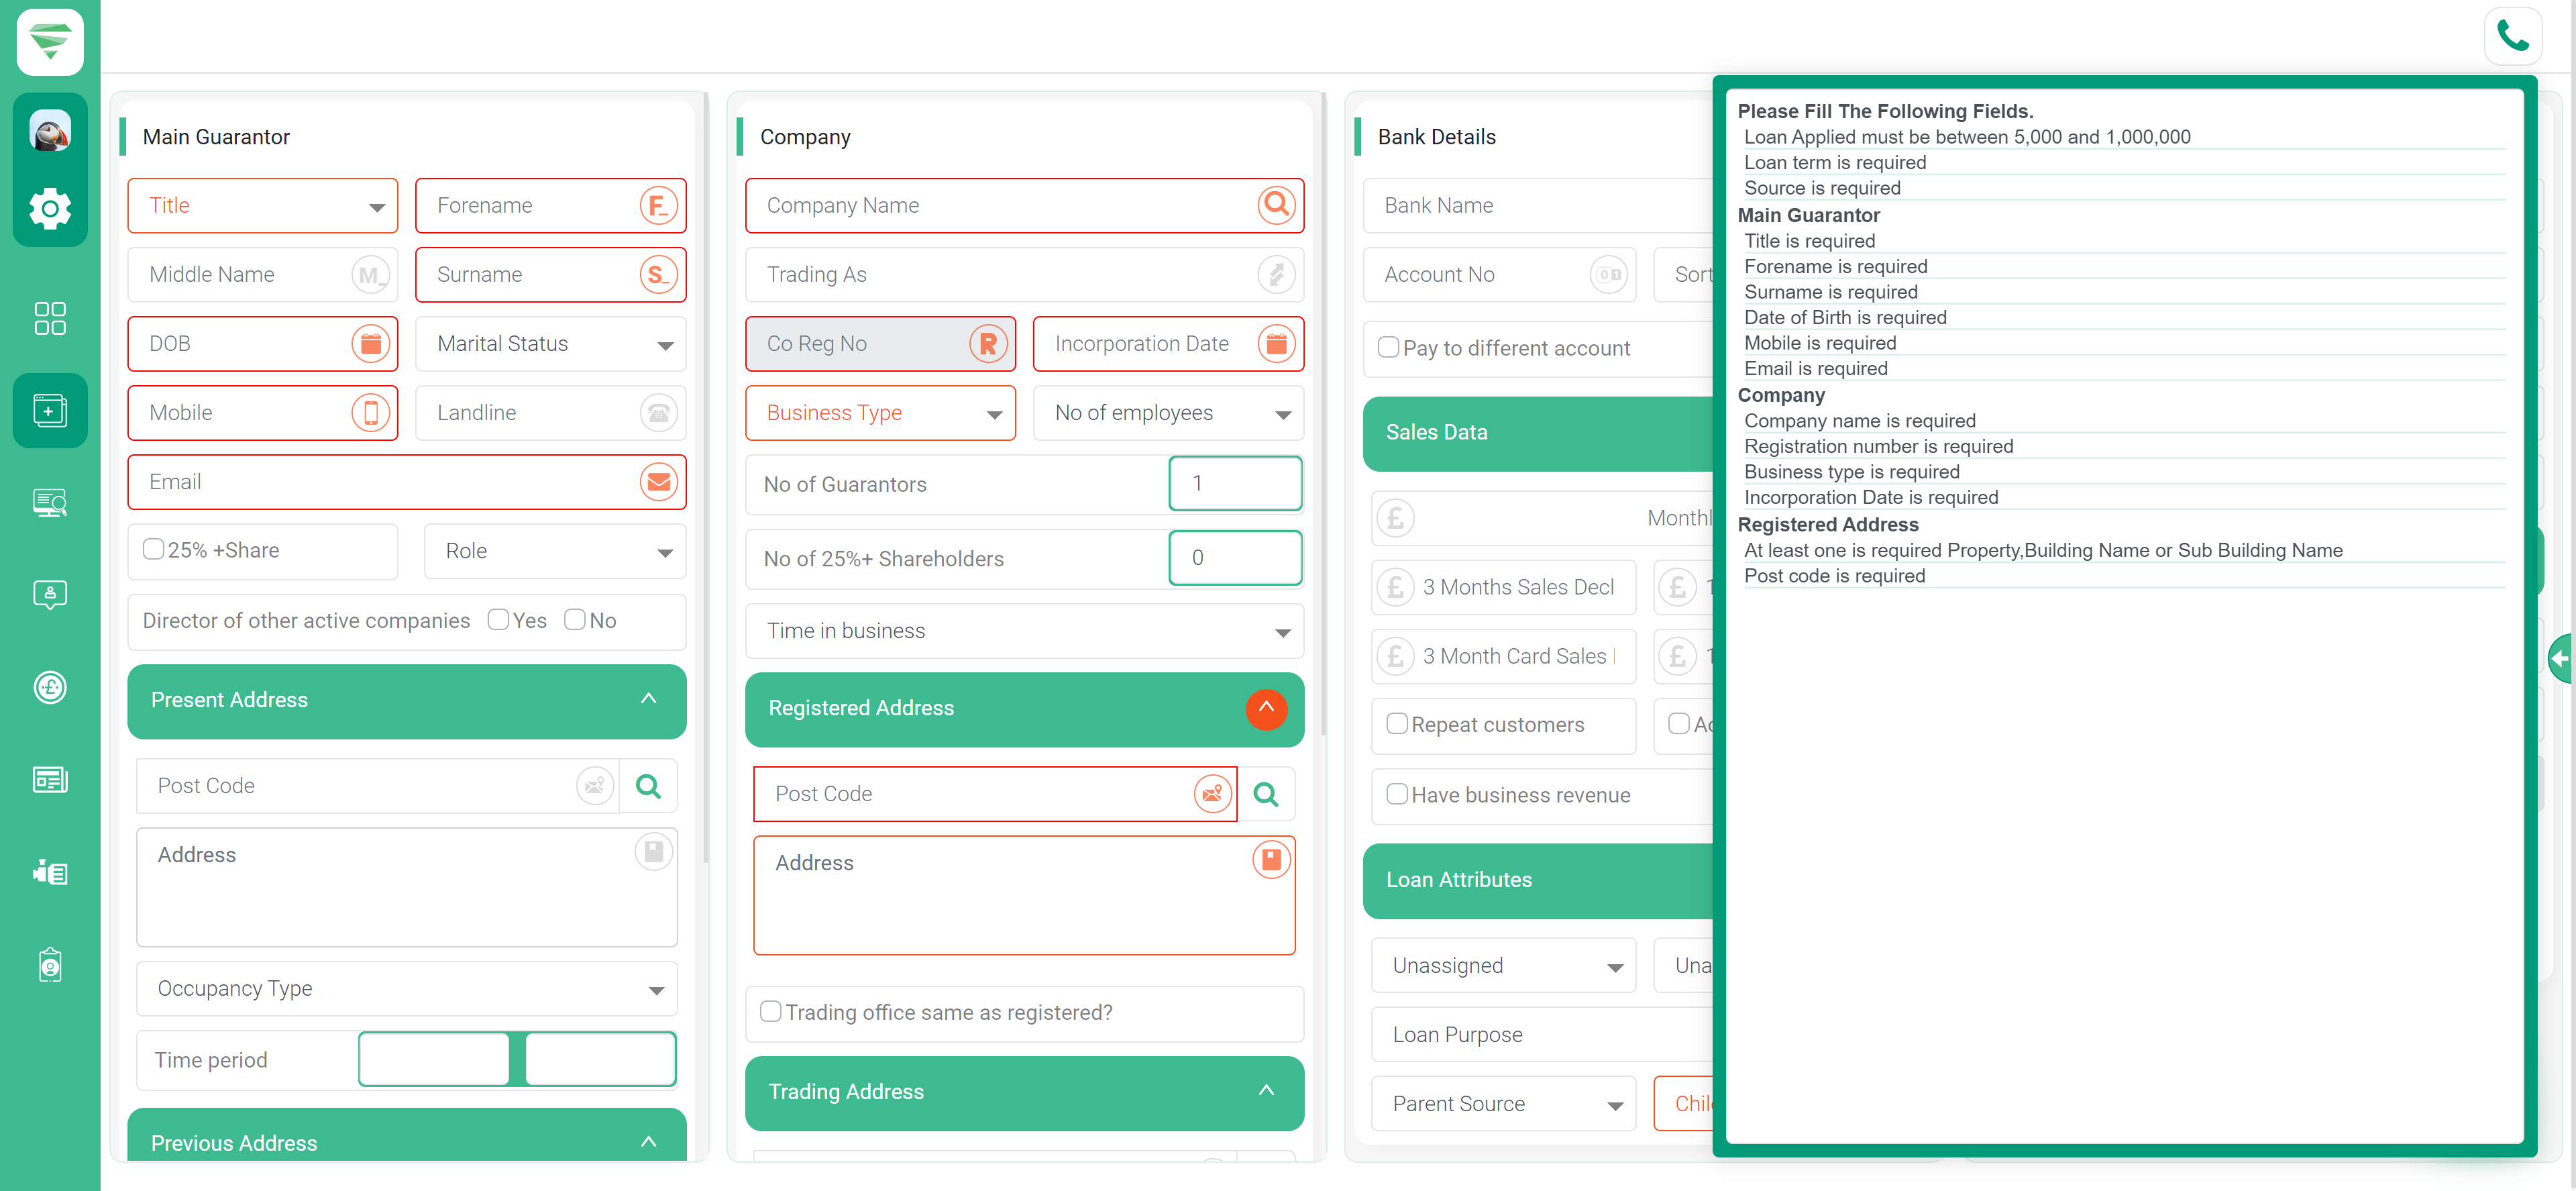 Main Guarantor
Title
Forename
F_
Middle Name
M_
Surname
S_
DOB
Marital Status
Mobile
Landline
Email
25% +Share
Role
Director of other active companies
Yes
No
Present Address
Post Code
Address
Occupancy Type
Time period
Previous Address
Company
Company Name
Trading As
Co Reg No
R
Incorporation Date
Business Type
No of employees
No of Guarantors
1
No of 25%+ Shareholders
0
Time in business
Registered Address
Post Code
Address
Trading office same as registered?
Trading Address
Bank Details
Bank Name
Account No
01
Sort
Pay to different account
Sales Data
£
Monthl
£
3 Months Sales Decl
£
1
£
3 Month Card Sales
£
1
Repeat customers
Ac
Have business revenue
Loan Attributes
Unassigned
Una
Loan Purpose
Parent Source
Chil
Please Fill The Following Fields.
Loan Applied must be between 5,000 and 1,000,000
Loan term is required
Source is required
Main Guarantor
Title is required
Forename is required
Surname is required
Date of Birth is required
Mobile is required
Email is required
Company
Company name is required
Registration number is required
Business type is required
Incorporation Date is required
Registered Address
At least one is required Property,Building Name or Sub Building Name
Post code is required